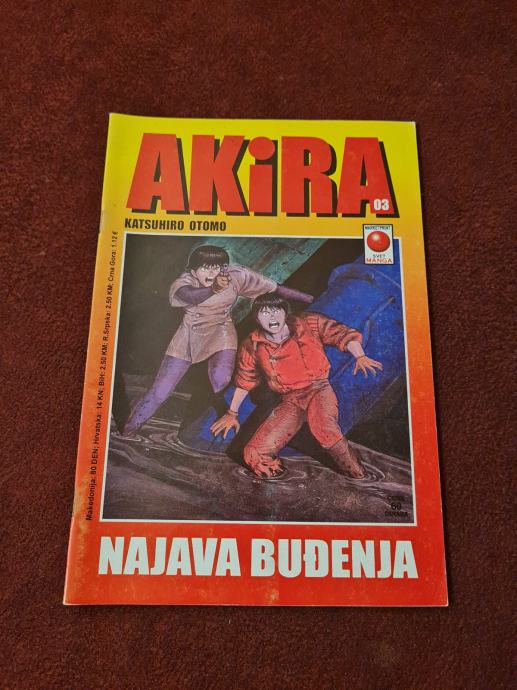 AKiRA
03
KATSUHIRO OTOMO
MARKETPRINT
SVET
MANGA
Makedonija: 80 DEN; Hrvatska: 14 KN; BiH: 2.50 KM; R.Srpska: 2.50 KM; Crna Gora: 1.12 €
CENA
60
DINARA
NAJAVA BUĐENJA